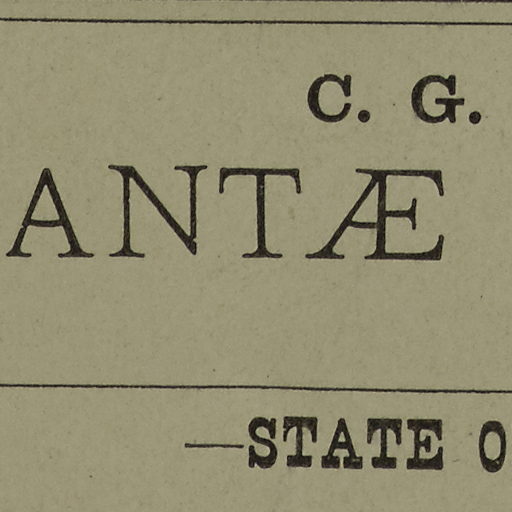 C. G.
ANTÆ
—STATE O